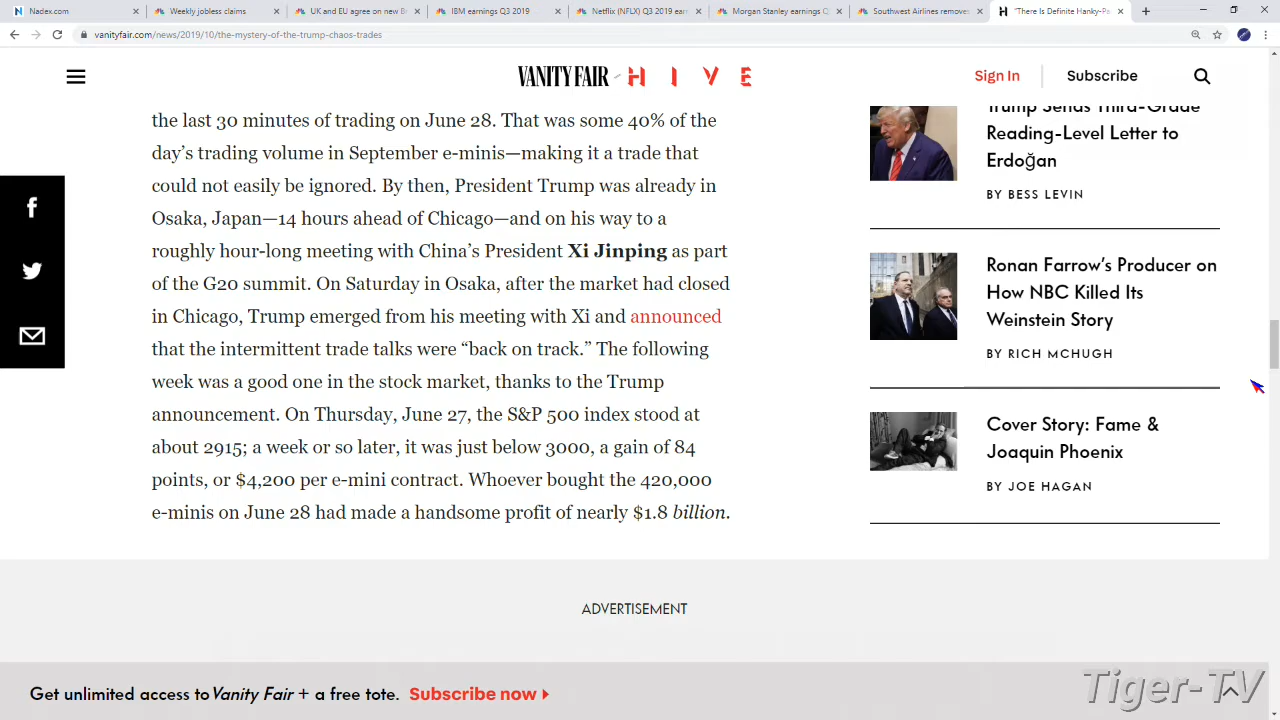 Nadex.com
Weekly jobless claims
UK and EU agree on new B
IBM earnings Q3 2019
Netflix (NFLX) Q3 2019 ear
Morgan Stanley earnings Q
Southwest Airlines remove
"There Is Definite Hanky-Pa
vanityfair.com/news/2019/10/the-mystery-of-the-trump-chaos-trades
VANITY FAIR HIVE
Sign In
Subscribe
the last 30 minutes of trading on June 28. That was some 40% of the
day's trading volume in September e-minis—making it a trade that
could not easily be ignored. By then, President Trump was already in
Osaka, Japan—14 hours ahead of Chicago—and on his way to a
roughly hour-long meeting with China's President Xi Jinping as part
of the G20 summit. On Saturday in Osaka, after the market had closed
in Chicago, Trump emerged from his meeting with Xi and announced
that the intermittent trade talks were “back on track.” The following
week was a good one in the stock market, thanks to the Trump
announcement. On Thursday, June 27, the S&P 500 index stood at
about 2915; a week or so later, it was just below 3000, a gain of 84
points, or $4,200 per e-mini contract. Whoever bought the 420,000
e-minis on June 28 had made a handsome profit of nearly $1.8 billion.
Trump Sends Third-Grade
Reading-Level Letter to
Erdoğan
BY BESS LEVIN
Ronan Farrow's Producer on
How NBC Killed Its
Weinstein Story
BY RICH MCHUGH
Cover Story: Fame &
Joaquin Phoenix
BY JOE HAGAN
ADVERTISEMENT
Get unlimited access to Vanity Fair + a free tote. Subscribe now
Tiger-TV